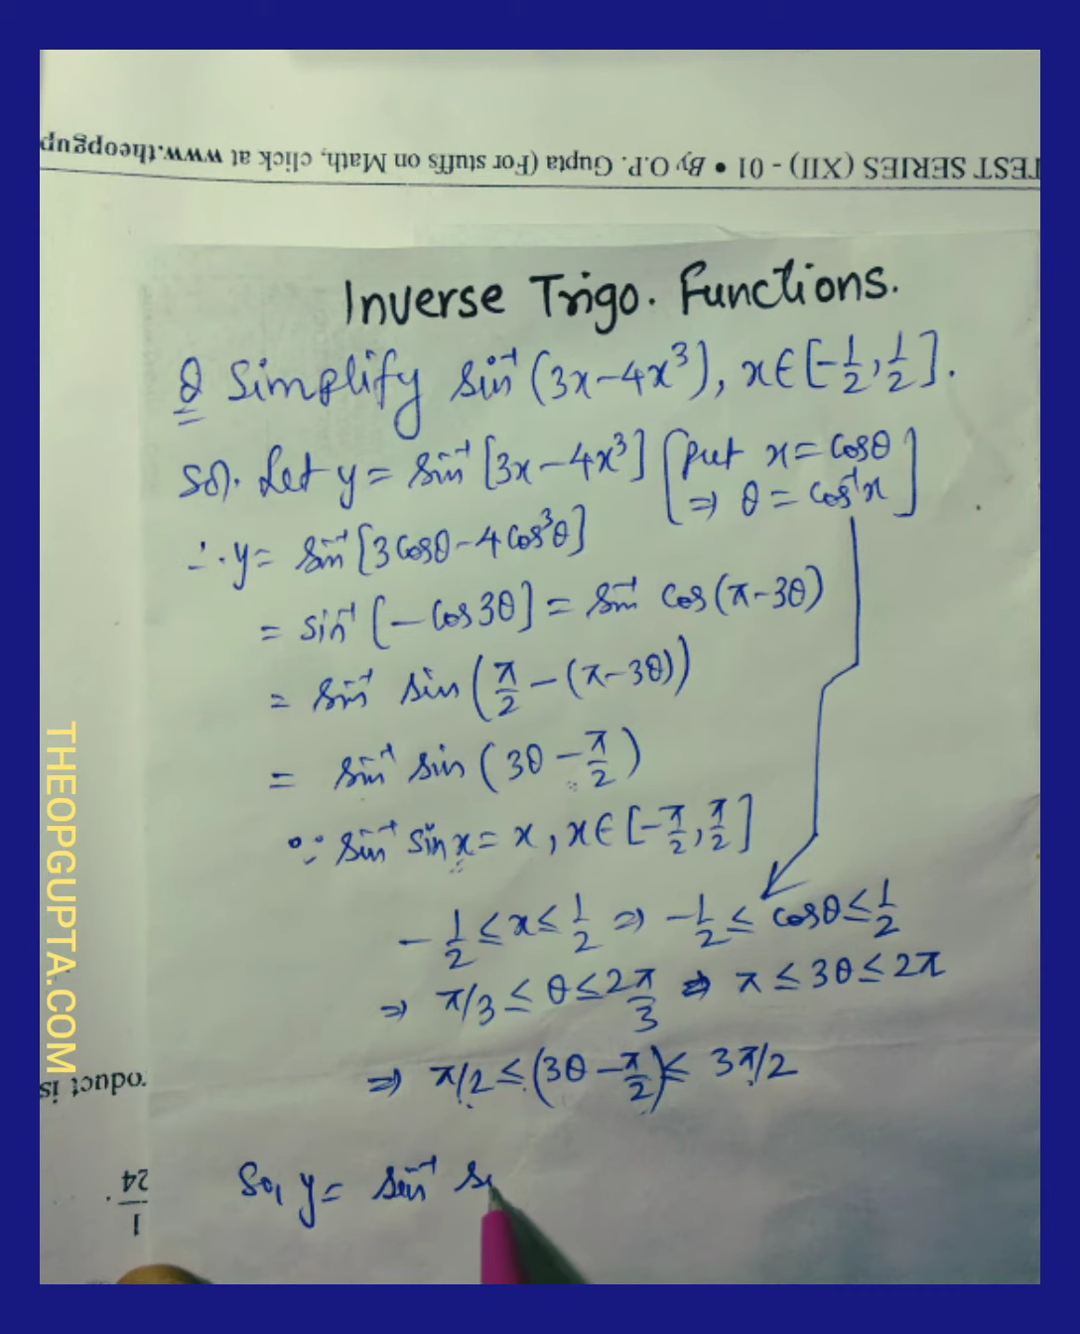 TEST SERIES (XII) - 01 • By O.P. Gupta (For stuffs on Math, click at www.theopgup
Inverse Trigo. Functions.
Q Simplify sin⁻¹(3x-4x³), x∈[-1/2, 1/2].
Sol. Let y = sin⁻¹[3x-4x³] [put x = cosθ
⇒ θ = cos⁻¹x]
∴ y = sin⁻¹[3cosθ-4cos³θ]
= sin⁻¹[-cos3θ] = sin⁻¹ cos(π-3θ)
= sin⁻¹ sin(π/2-(π-3θ))
= sin⁻¹ sin(3θ-π/2)
∵ sin⁻¹ sin x = x, x∈[-π/2, π/2]
-1/2 ≤ x ≤ 1/2 ⇒ -1/2 ≤ cosθ ≤ 1/2
⇒ π/3 ≤ θ ≤ 2π/3 ⇒ π ≤ 3θ ≤ 2π
⇒ π/2 ≤ (3θ-π/2) ≤ 3π/2
So, y = sin⁻¹ si
THEOPGUPTA.COM
oduct is
1/24